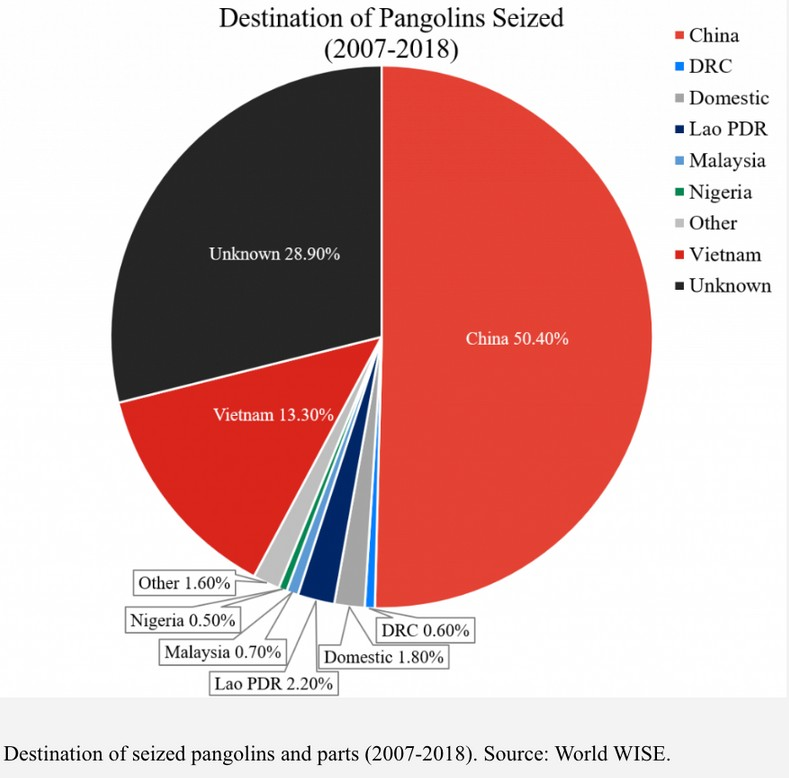 Destination of Pangolins Seized
(2007-2018)
China
DRC
Domestic
Lao PDR
Malaysia
Nigeria
Other
Vietnam
Unknown
Unknown 28.90%
China 50.40%
Vietnam 13.30%
Other 1.60%
Nigeria 0.50%
DRC 0.60%
Malaysia 0.70%
Domestic 1.80%
Lao PDR 2.20%
Destination of seized pangolins and parts (2007-2018). Source: World WISE.